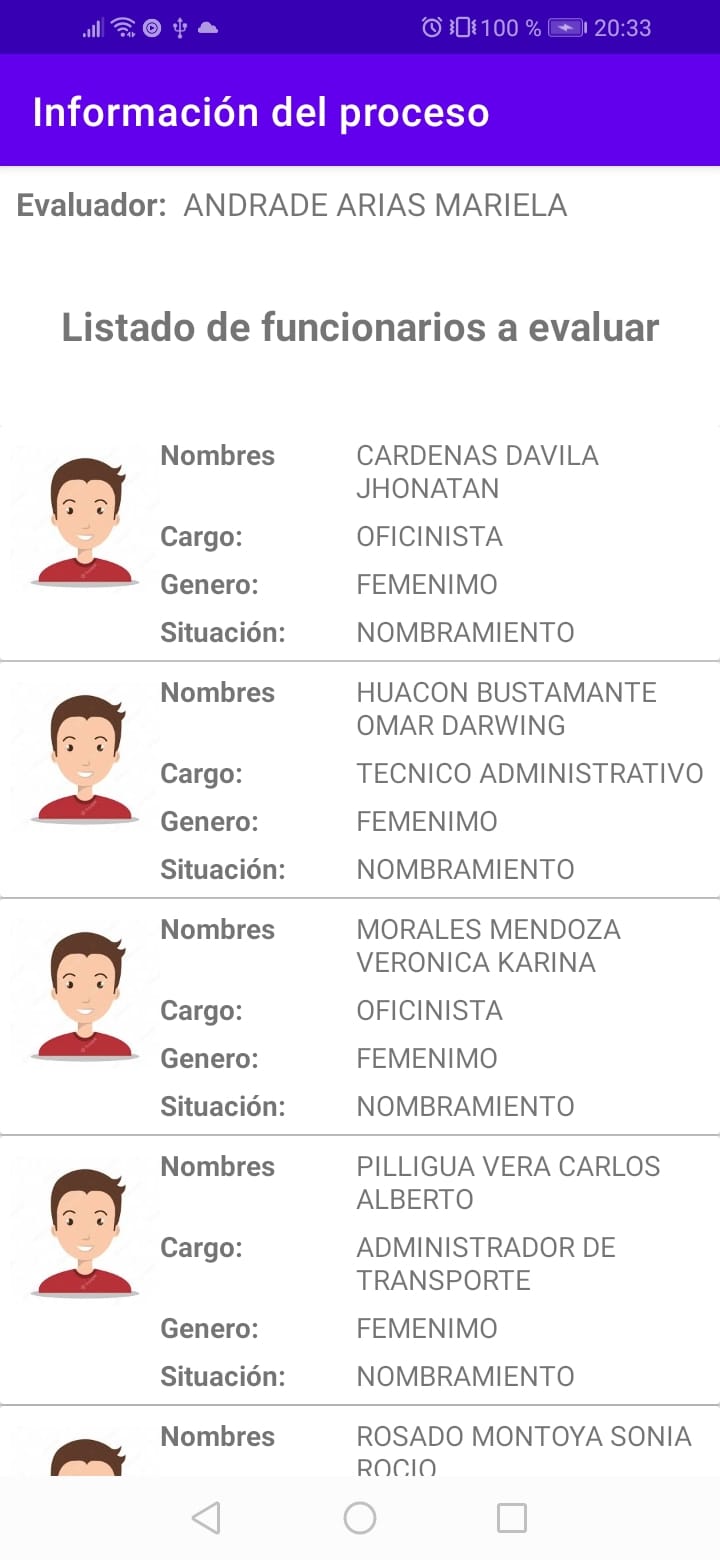 100 % 20:33
Información del proceso
Evaluador: ANDRADE ARIAS MARIELA
Listado de funcionarios a evaluar
Nombres CARDENAS DAVILA
JHONATAN
Cargo: OFICINISTA
Genero: FEMENIMO
Situación: NOMBRAMIENTO
Nombres HUACON BUSTAMANTE
OMAR DARWING
Cargo: TECNICO ADMINISTRATIVO
Genero: FEMENIMO
Situación: NOMBRAMIENTO
Nombres MORALES MENDOZA
VERONICA KARINA
Cargo: OFICINISTA
Genero: FEMENIMO
Situación: NOMBRAMIENTO
Nombres PILLIGUA VERA CARLOS
ALBERTO
Cargo: ADMINISTRADOR DE
TRANSPORTE
Genero: FEMENIMO
Situación: NOMBRAMIENTO
Nombres ROSADO MONTOYA SONIA
ROCIO